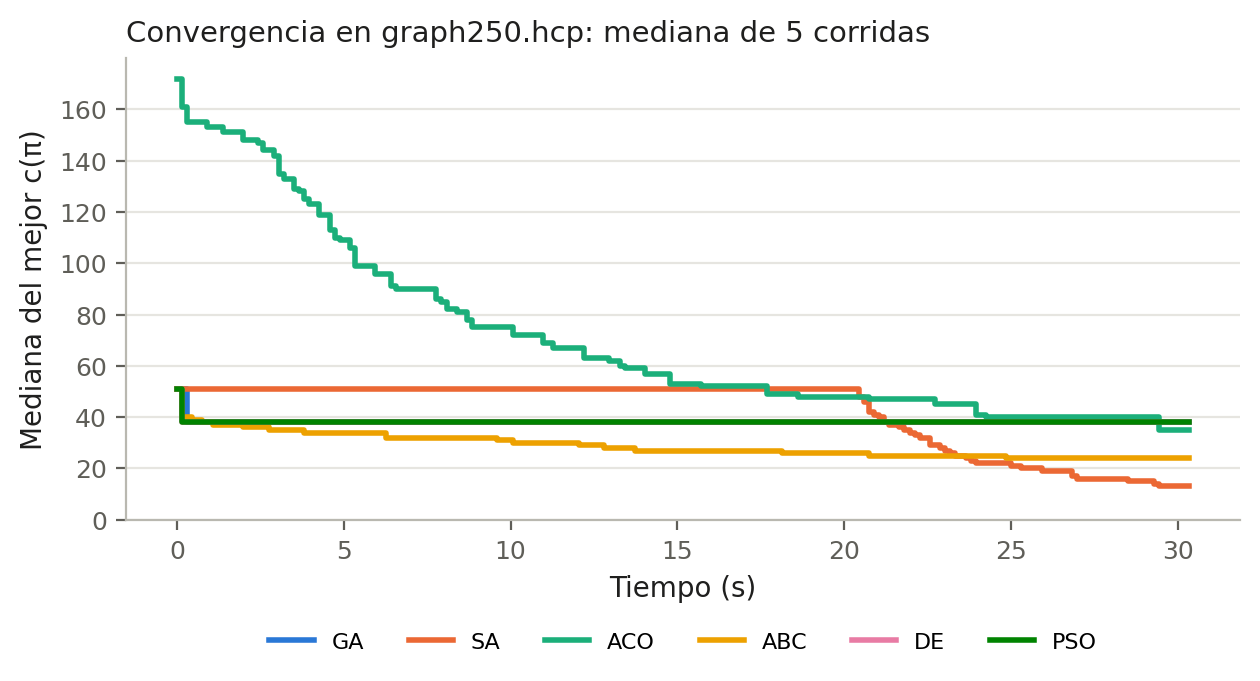 Convergencia en graph250.hcp: mediana de 5 corridas
Mediana del mejor c(π)
160
140
120
100
80
60
40
20
0
0 5 10 15 20 25 30
Tiempo (s)
GA SA ACO ABC DE PSO